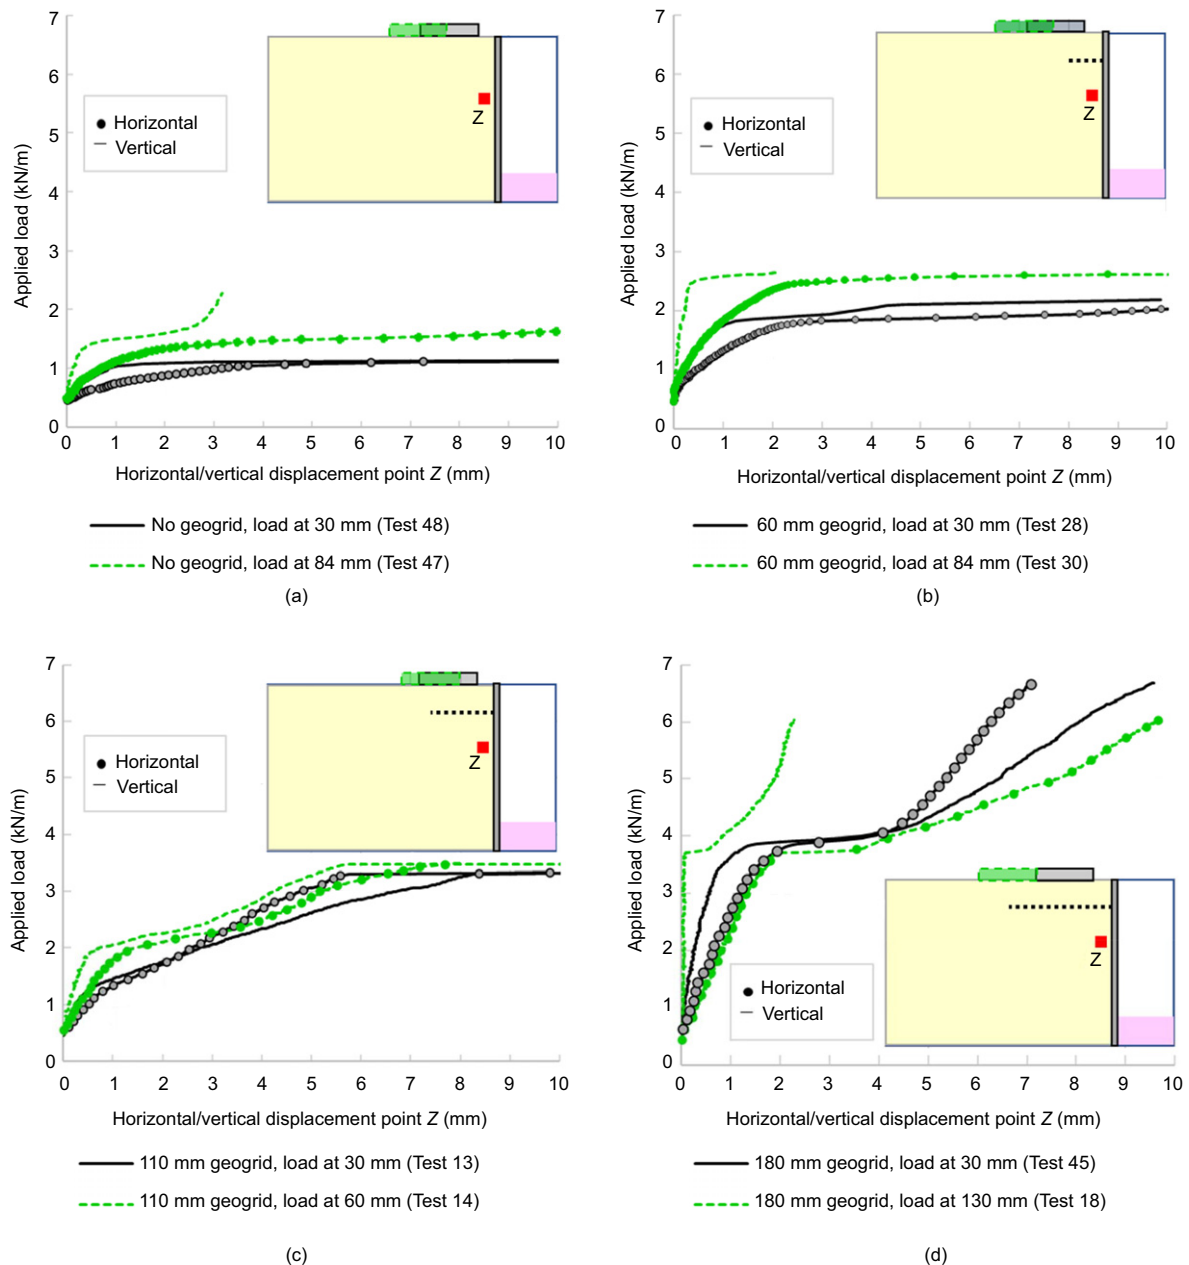 7
6
5
4
3
2
1
0
Applied load (kN/m)
Horizontal
Vertical
Z
0 1 2 3 4 5 6 7 8 9 10
Horizontal/vertical displacement point Z (mm)
No geogrid, load at 30 mm (Test 48)
No geogrid, load at 84 mm (Test 47)
(a)
7
6
5
4
3
2
1
0
Applied load (kN/m)
Horizontal
Vertical
Z
0 1 2 3 4 5 6 7 8 9 10
Horizontal/vertical displacement point Z (mm)
60 mm geogrid, load at 30 mm (Test 28)
60 mm geogrid, load at 84 mm (Test 30)
(b)
7
6
5
4
3
2
1
0
Applied load (kN/m)
Horizontal
Vertical
Z
0 1 2 3 4 5 6 7 8 9 10
Horizontal/vertical displacement point Z (mm)
110 mm geogrid, load at 30 mm (Test 13)
110 mm geogrid, load at 60 mm (Test 14)
(c)
7
6
5
4
3
2
1
0
Applied load (kN/m)
Z
Horizontal
Vertical
0 1 2 3 4 5 6 7 8 9 10
Horizontal/vertical displacement point Z (mm)
180 mm geogrid, load at 30 mm (Test 45)
180 mm geogrid, load at 130 mm (Test 18)
(d)